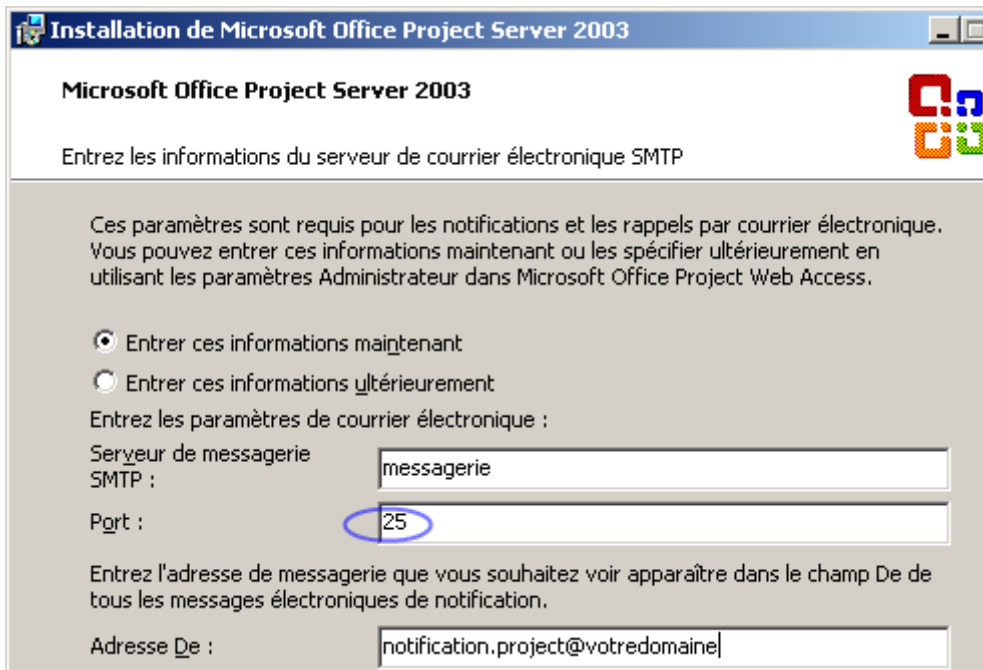 Installation de Microsoft Office Project Server 2003
Microsoft Office Project Server 2003
Entrez les informations du serveur de courrier électronique SMTP
Ces paramètres sont requis pour les notifications et les rappels par courrier électronique.
Vous pouvez entrer ces informations maintenant ou les spécifier ultérieurement en
utilisant les paramètres Administrateur dans Microsoft Office Project Web Access.
Entrer ces informations maintenant
Entrer ces informations ultérieurement
Entrez les paramètres de courrier électronique :
Serveur de messagerie
SMTP :
messagerie
Port :
25
Entrez l'adresse de messagerie que vous souhaitez voir apparaître dans le champ De de
tous les messages électroniques de notification.
Adresse De :
notification.project@votredomaine